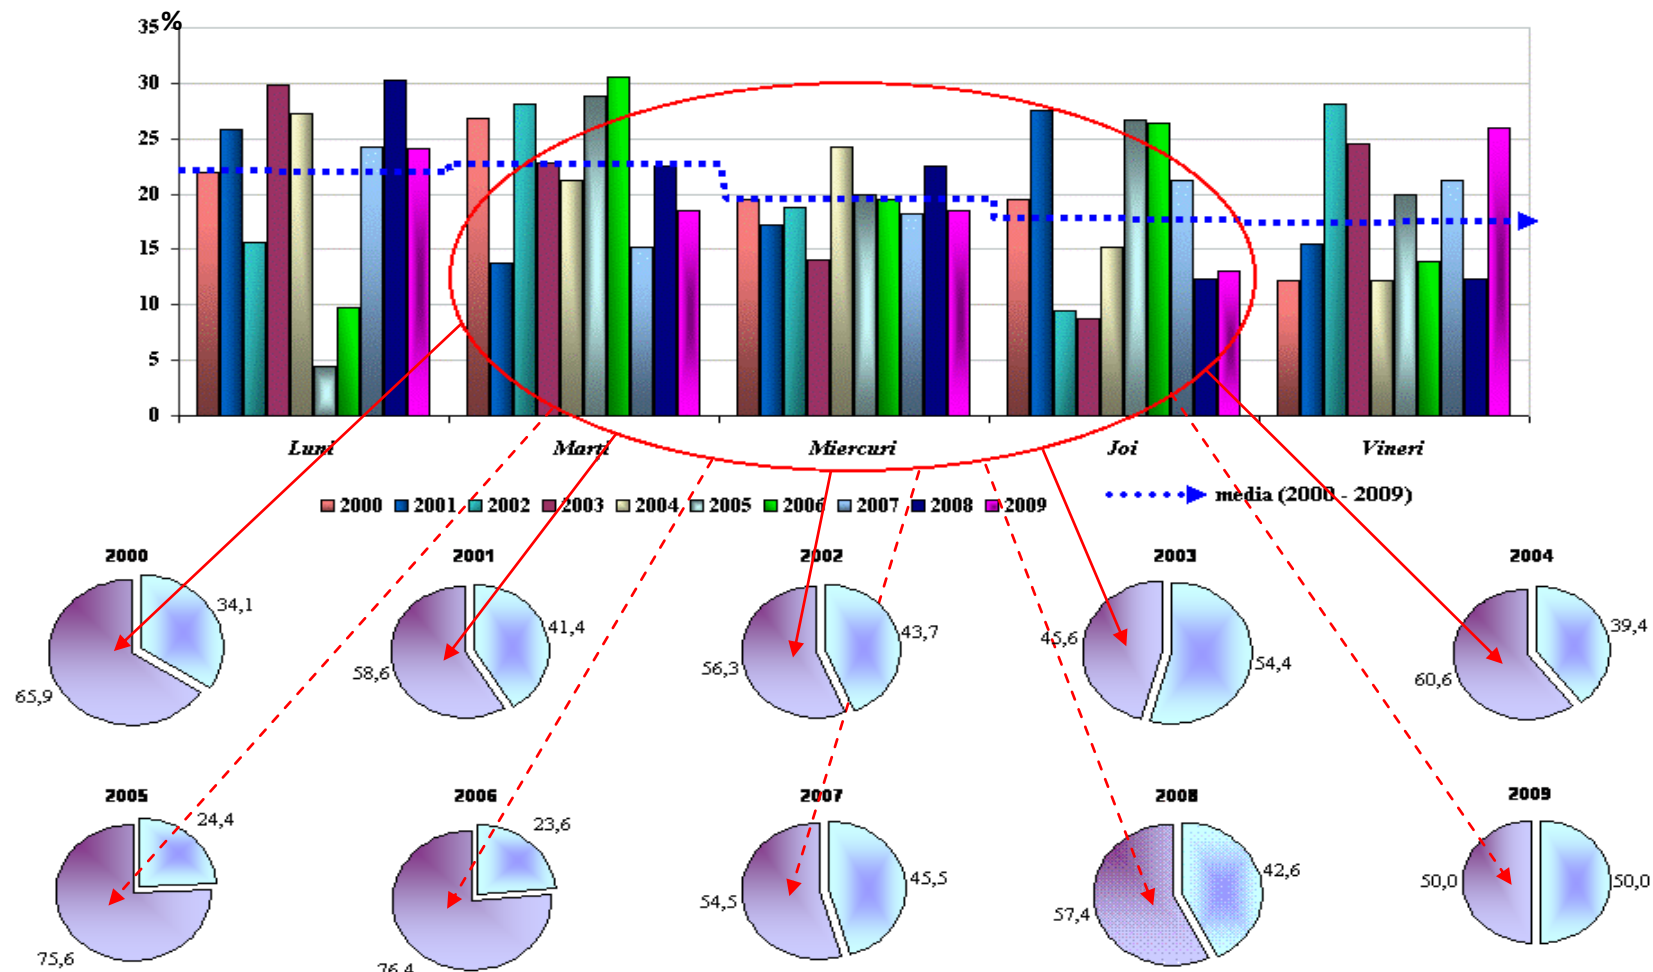 35%
30
25
20
15
10
5
0
Luni Marti Miercuri Joi Vineri
2000 2001 2002 2003 2004 2005 2006 2007 2008 2009
media (2000 - 2009)
2000 2001 2002 2003 2004
34,1 41,4 43,7 45,6 39,4
65,9 58,6 56,3 54,4 60,6
2005 2006 2007 2008 2009
24,4 23,6 45,5 42,6 50,0 50,0
75,6 76,4 54,5 57,4